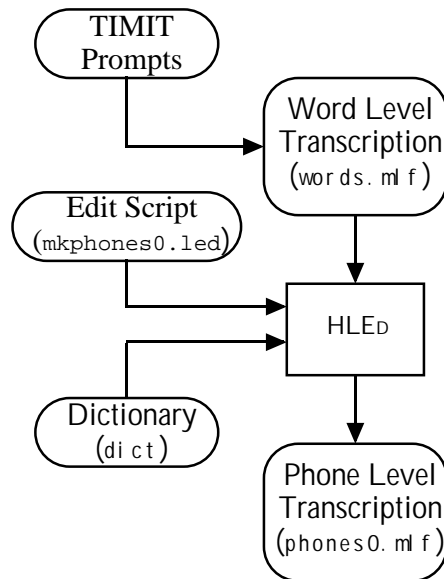 TIMIT
Prompts
Word Level
Transcription
(words.mlf)
Edit Script
(mkphones0.led)
HLED
Dictionary
(dict)
Phone Level
Transcription
(phones0.mlf)